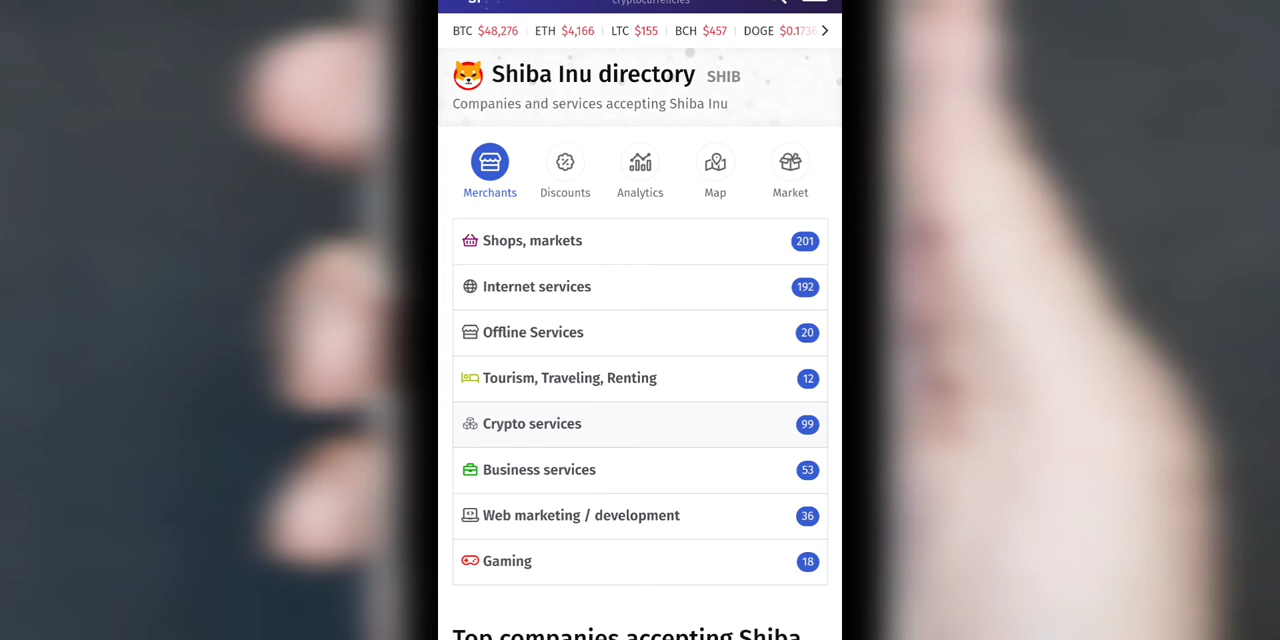 cryptocurrencies
BTC $48,276 ETH $4,166 LTC $155 BCH $457 DOGE $0.1736
Shiba Inu directory SHIB
Companies and services accepting Shiba Inu
Merchants Discounts Analytics Map Market
Shops, markets 201
Internet services 192
Offline Services 20
Tourism, Traveling, Renting 12
Crypto services 99
Business services 53
Web marketing / development 36
Gaming 18
Top companies accepting Shiba